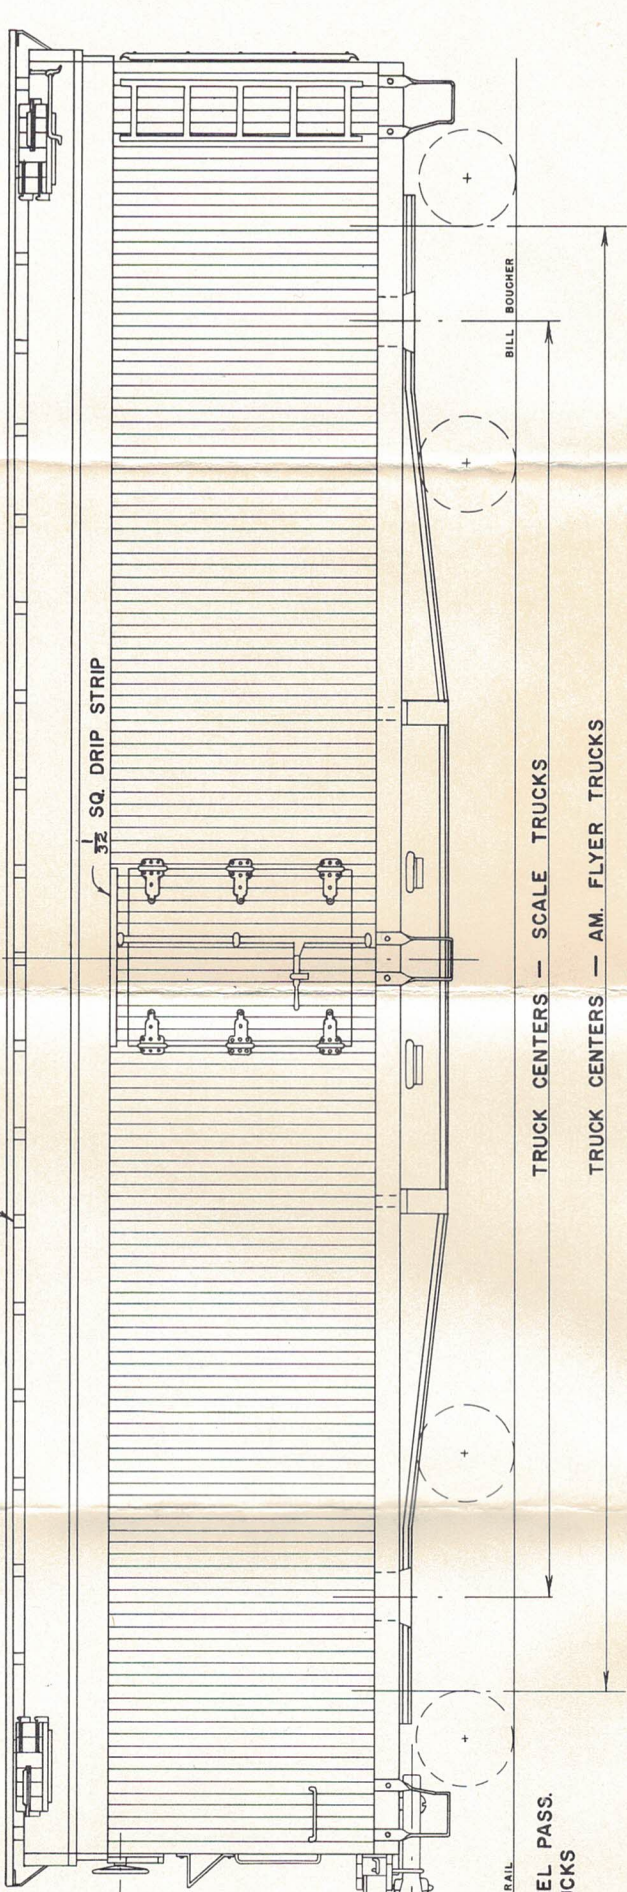 1/32 SQ. DRIP STRIP
BILL BOUCHER
TRUCK CENTERS — SCALE TRUCKS
TRUCK CENTERS — AM. FLYER TRUCKS
RAIL
EL PASS.
CKS